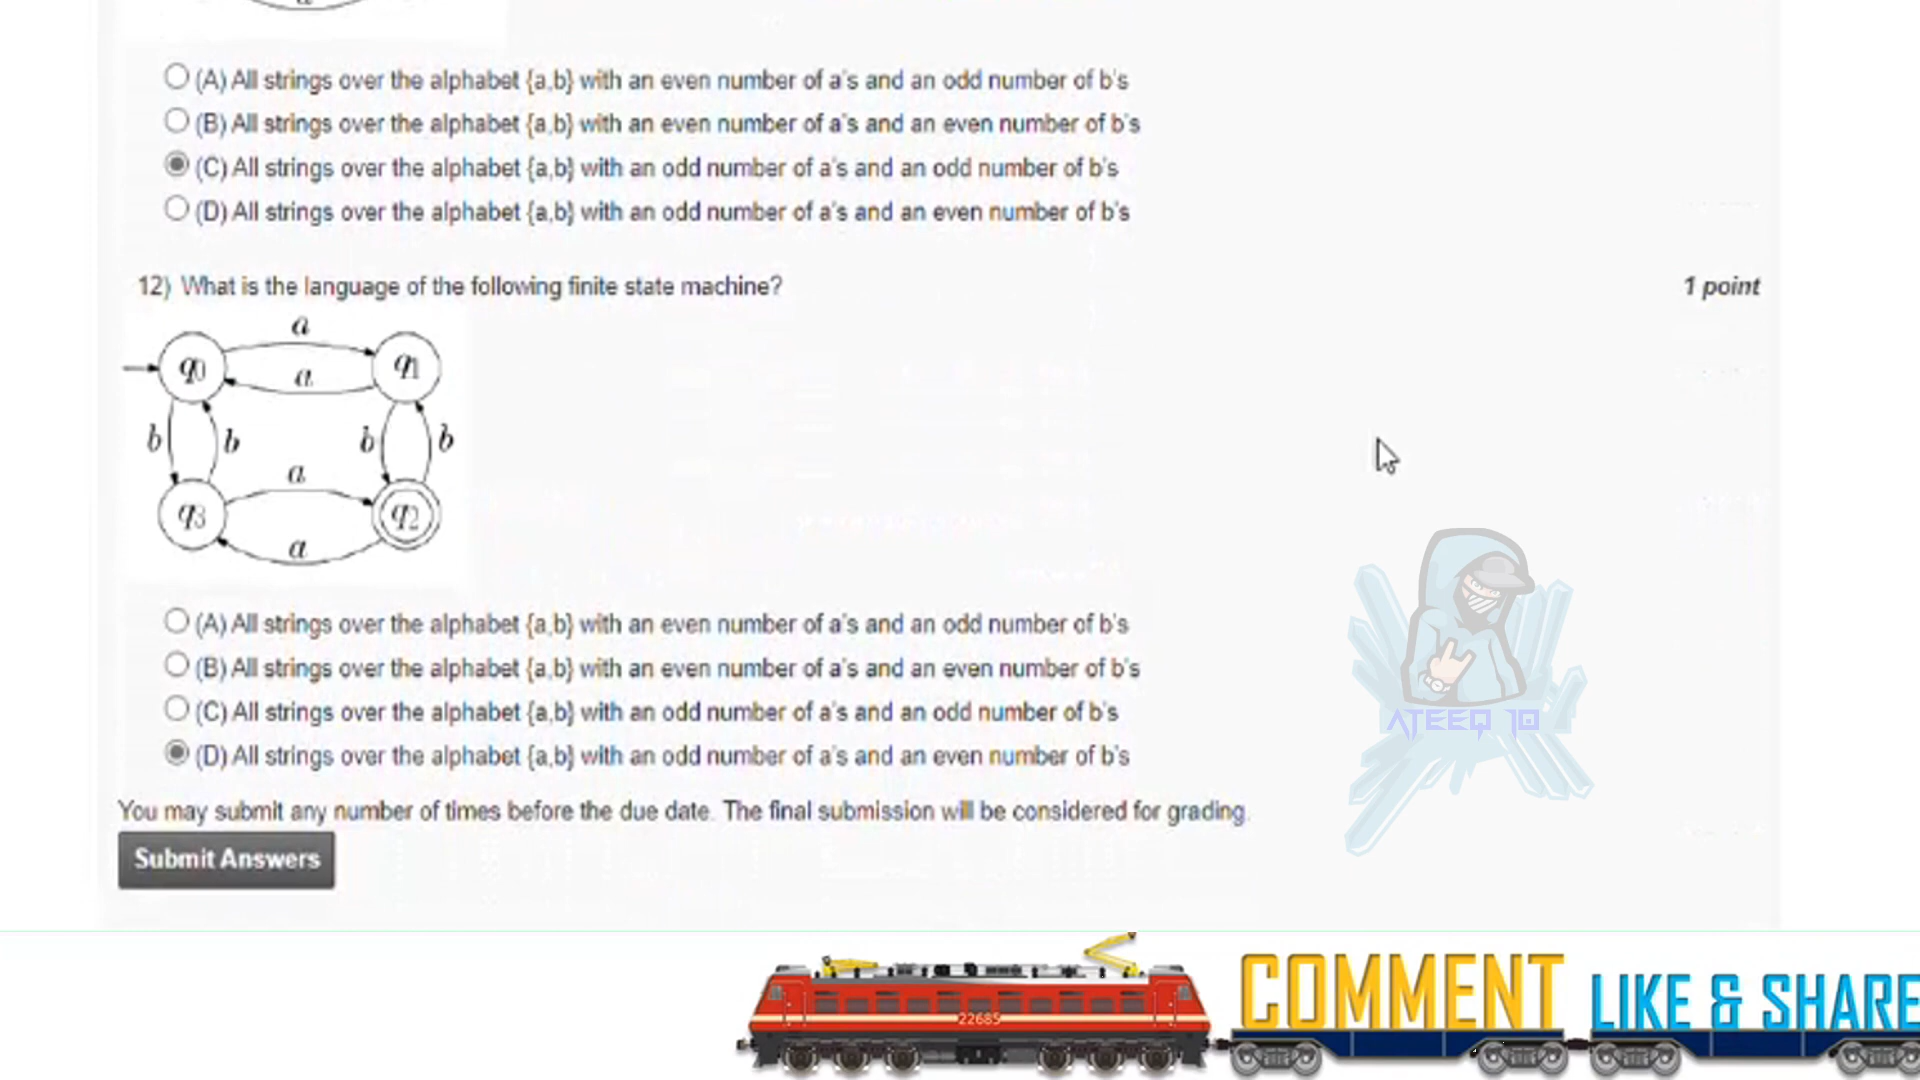 a
(A) All strings over the alphabet {a,b} with an even number of a's and an odd number of b's
(B) All strings over the alphabet {a,b} with an even number of a's and an even number of b's
(C) All strings over the alphabet {a,b} with an odd number of a's and an odd number of b's
(D) All strings over the alphabet {a,b} with an odd number of a's and an even number of b's
12) What is the language of the following finite state machine? 1 point
a
q0 a q1
b b b b
a
q3 q2
a
(A) All strings over the alphabet {a,b} with an even number of a's and an odd number of b's
(B) All strings over the alphabet {a,b} with an even number of a's and an even number of b's
(C) All strings over the alphabet {a,b} with an odd number of a's and an odd number of b's
(D) All strings over the alphabet {a,b} with an odd number of a's and an even number of b's
ATEEQ 10
You may submit any number of times before the due date. The final submission will be considered for grading.
Submit Answers
22685 COMMENT LIKE & SHARE